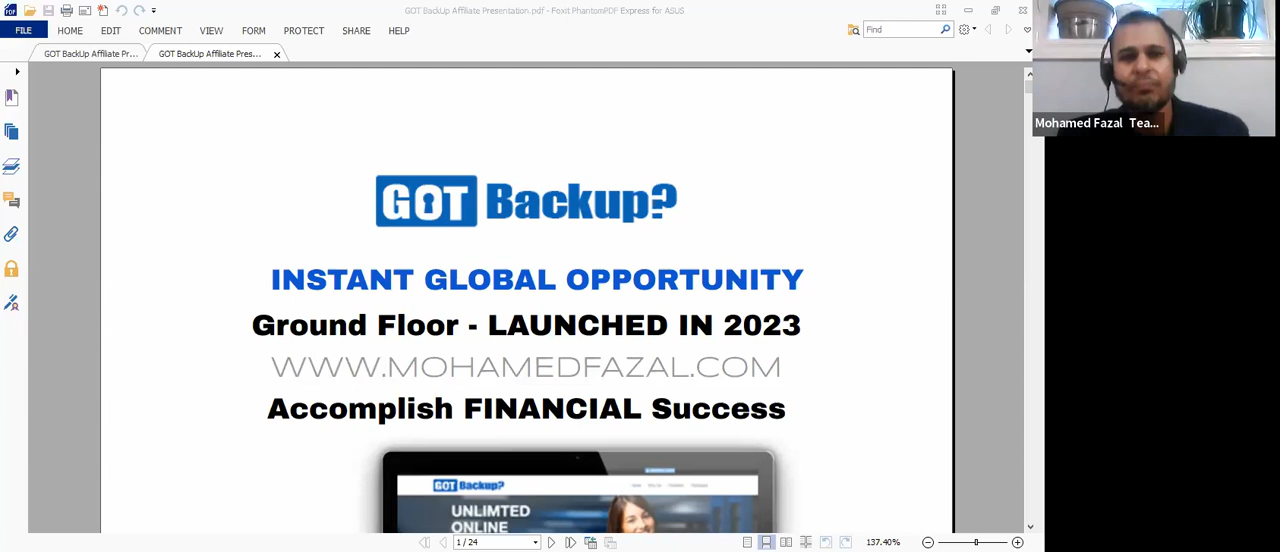 GOT BackUp Affiliate Presentation.pdf - Foxit PhantomPDF Express for ASUS
FILE HOME EDIT COMMENT VIEW FORM PROTECT SHARE HELP
Find
GOT BackUp Affiliate Pr...
GOT BackUp Affiliate Pres...
Mohamed Fazal Tea...
GOT Backup?
INSTANT GLOBAL OPPORTUNITY
Ground Floor - LAUNCHED IN 2023
WWW.MOHAMEDFAZAL.COM
Accomplish FINANCIAL Success
GOT Backup?
UNLIMTED
ONLINE
1 / 24
137.40%